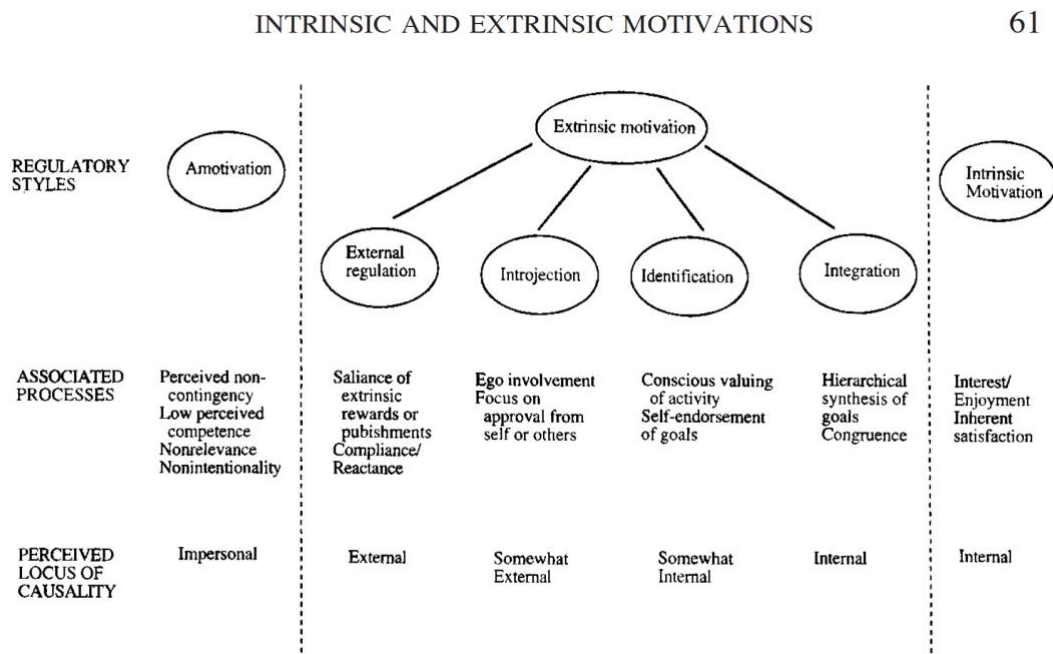 INTRINSIC AND EXTRINSIC MOTIVATIONS 61
REGULATORY
STYLES
Amotivation
Extrinsic motivation
External
regulation
Introjection
Identification
Integration
Intrinsic
Motivation
ASSOCIATED
PROCESSES
Perceived non-
contingency
Low perceived
competence
Nonrelevance
Nonintentionality
Saliance of
extrinsic
rewards or
pubishments
Compliance/
Reactance
Ego involvement
Focus on
approval from
self or others
Conscious valuing
of activity
Self-endorsement
of goals
Hierarchical
synthesis of
goals
Congruence
Interest/
Enjoyment
Inherent
satisfaction
PERCEIVED
LOCUS OF
CAUSALITY
Impersonal
External
Somewhat
External
Somewhat
Internal
Internal
Internal